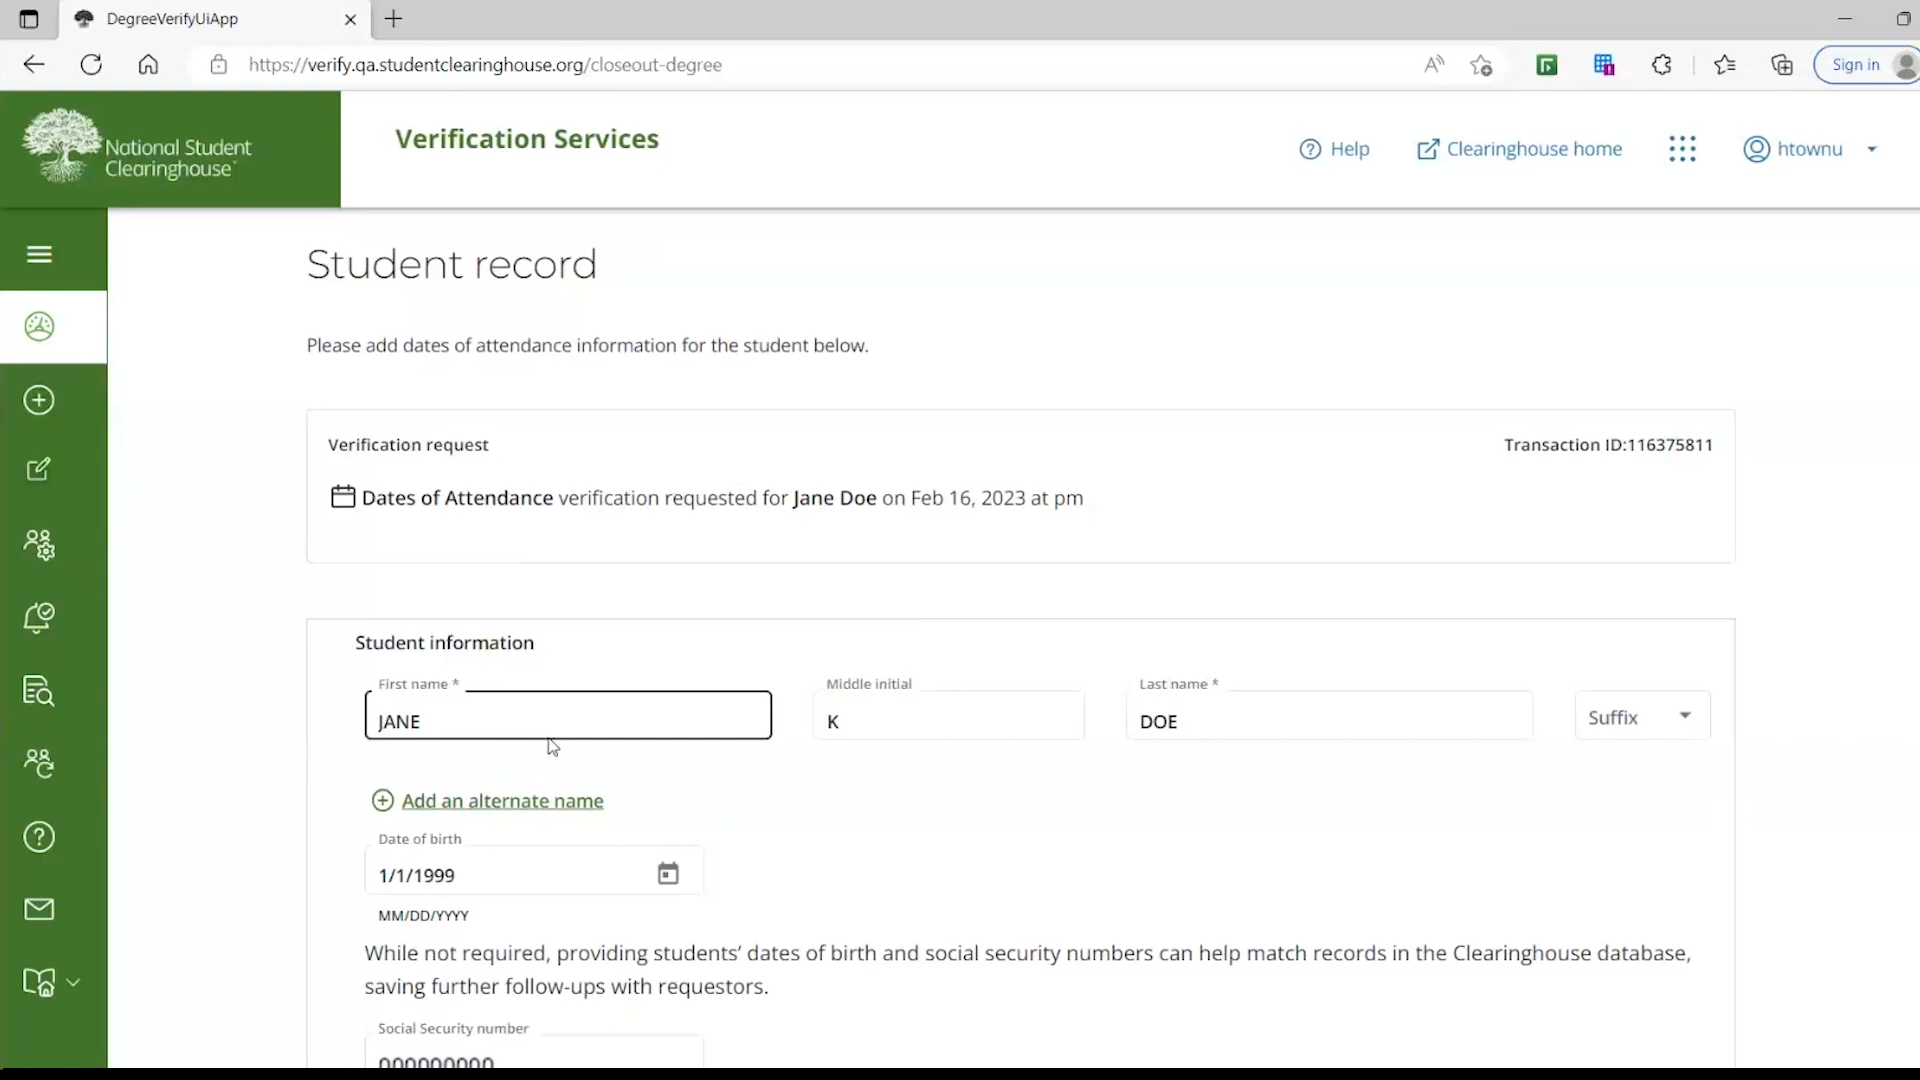 DegreeVerifyUiApp
https://verify.qa.studentclearinghouse.org/closeout-degree
Sign in
National Student
Clearinghouse
Verification Services
Help
Clearinghouse home
htownu
Student record
Please add dates of attendance information for the student below.
Verification request
Transaction ID:116375811
Dates of Attendance verification requested for Jane Doe on Feb 16, 2023 at pm
Student information
First name *
Middle initial
Last name *
JANE
K
DOE
Suffix
Add an alternate name
Date of birth
1/1/1999
MM/DD/YYYY
While not required, providing students’ dates of birth and social security numbers can help match records in the Clearinghouse database,
saving further follow-ups with requestors.
Social Security number
000000000